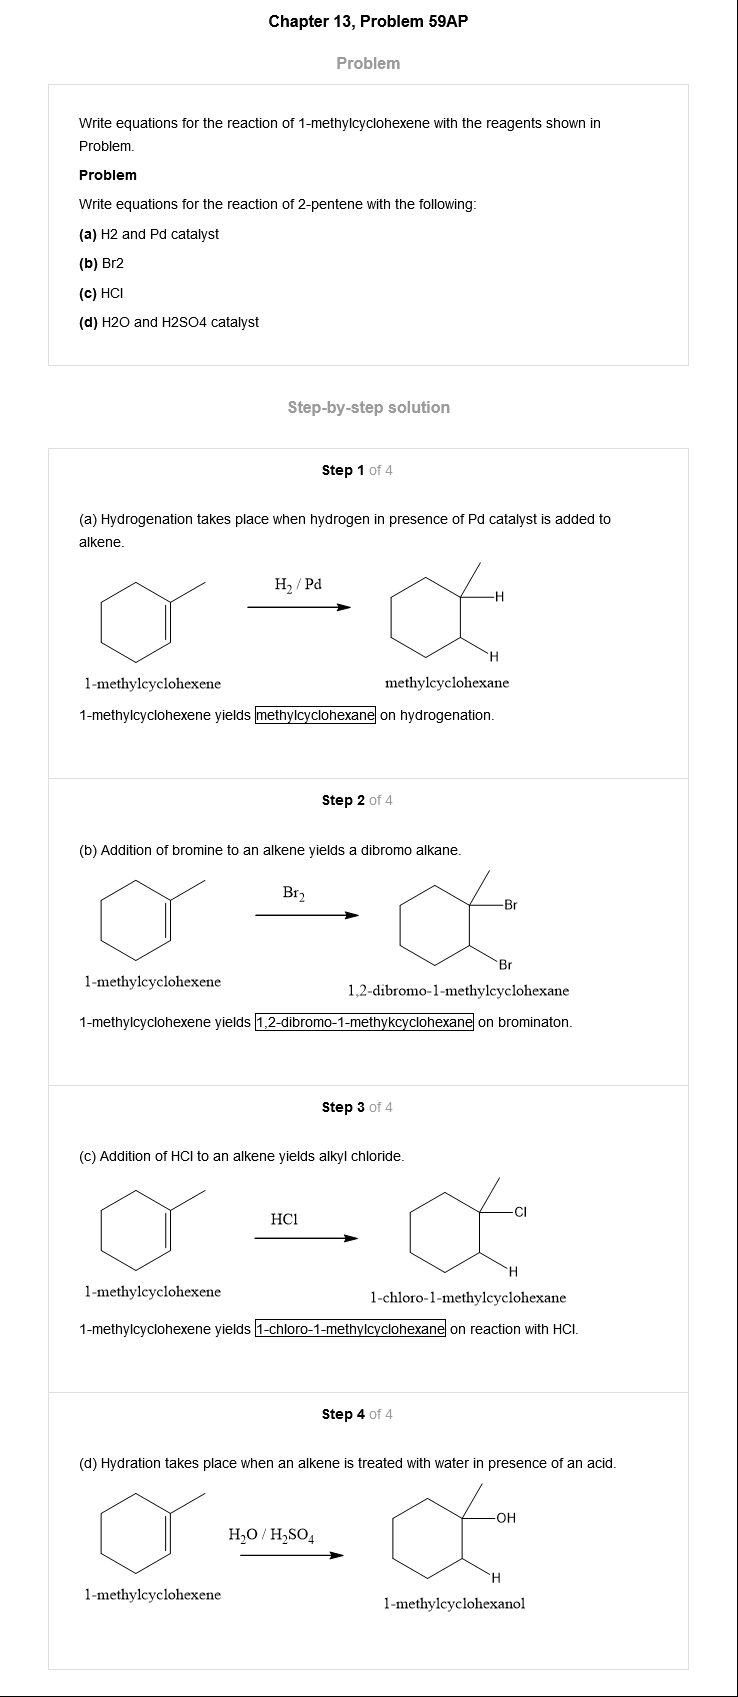 Chapter 13, Problem 59AP
Problem
Write equations for the reaction of 1-methylcyclohexene with the reagents shown in
Problem.
Problem
Write equations for the reaction of 2-pentene with the following:
(a) H2 and Pd catalyst
(b) Br2
(c) HCl
(d) H2O and H2SO4 catalyst
Step-by-step solution
Step 1 of 4
(a) Hydrogenation takes place when hydrogen in presence of Pd catalyst is added to
alkene.
H₂ / Pd
H
H
1-methylcyclohexene
methylcyclohexane
1-methylcyclohexene yields methylcyclohexane on hydrogenation.
Step 2 of 4
(b) Addition of bromine to an alkene yields a dibromo alkane.
Br₂
Br
Br
1-methylcyclohexene
1,2-dibromo-1-methylcyclohexane
1-methylcyclohexene yields 1,2-dibromo-1-methykcyclohexane on brominaton.
Step 3 of 4
(c) Addition of HCl to an alkene yields alkyl chloride.
HCl
Cl
H
1-methylcyclohexene
1-chloro-1-methylcyclohexane
1-methylcyclohexene yields 1-chloro-1-methylcyclohexane on reaction with HCl.
Step 4 of 4
(d) Hydration takes place when an alkene is treated with water in presence of an acid.
H₂O / H₂SO₄
OH
H
1-methylcyclohexene
1-methylcyclohexanol